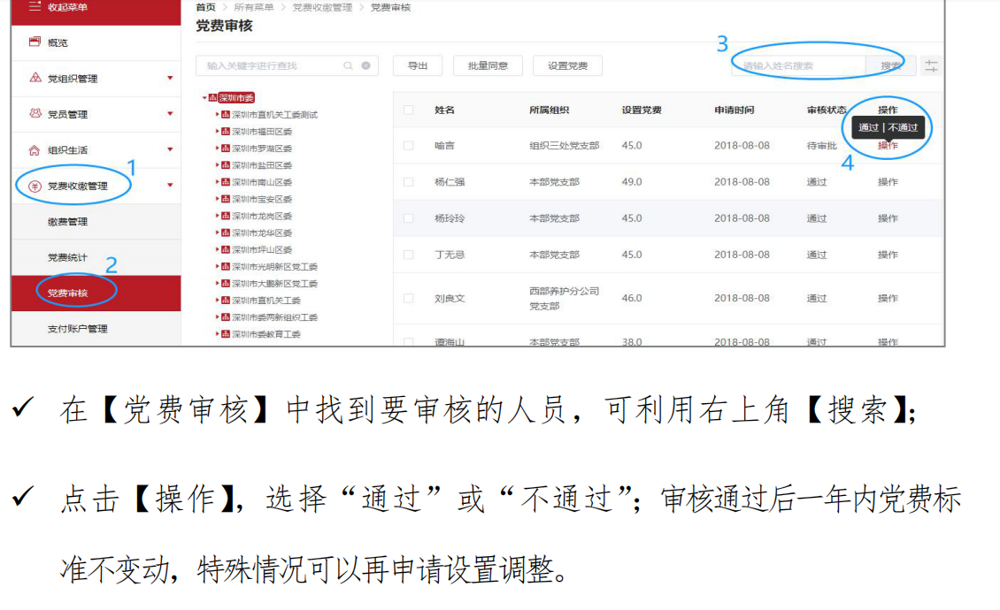 收起菜单
首页 > 所有菜单 > 党费收缴管理 > 党费审核
党费审核
概览
党组织管理
党员管理
组织生活
1
党费收缴管理
缴费管理
党费统计
2
党费审核
支付账户管理
输入关键字进行查找
导出
批量同意
设置党费
3
请输入姓名搜索
搜索
深圳市委
深圳市直机关工委测试
深圳市福田区委
深圳市罗湖区委
深圳市盐田区委
深圳市南山区委
深圳市宝安区委
深圳市龙岗区委
深圳市龙华区委
深圳市坪山区委
深圳市光明新区党工委
深圳市大鹏新区党工委
深圳市直机关工委
深圳市委两新组织工委
深圳市委教育工委
姓名 所属组织 设置党费 申请时间 审核状态 操作
通过 | 不通过
喻言 组织三处党支部 45.0 2018-08-08 待审批 操作
4
杨仁强 本部党支部 49.0 2018-08-08 通过 操作
杨玲玲 本部党支部 45.0 2018-08-08 通过 操作
丁无忌 本部党支部 45.0 2018-08-08 通过 操作
刘良文 西部养护分公司 46.0 2018-08-08 通过 操作
党支部
谭海山 本部党支部 38.0 2018-08-08 通过 操作
✓ 在【党费审核】中找到要审核的人员，可利用右上角【搜索】；
✓ 点击【操作】，选择“通过”或“不通过”；审核通过后一年内党费标
准不变动，特殊情况可以再申请设置调整。